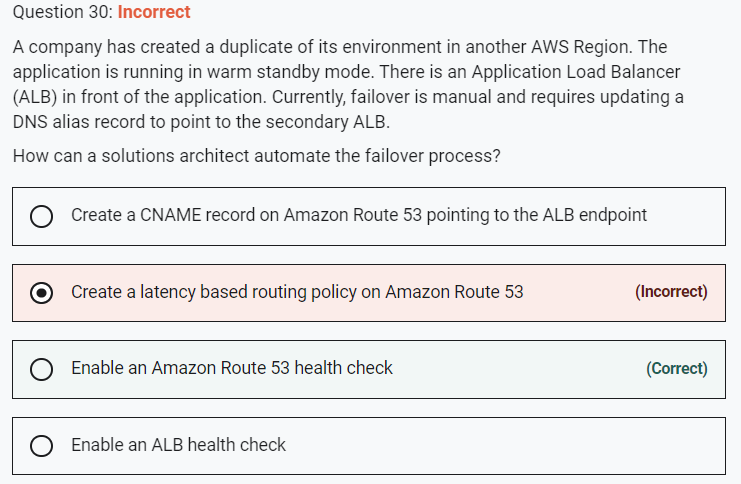 Question 30: Incorrect
A company has created a duplicate of its environment in another AWS Region. The
application is running in warm standby mode. There is an Application Load Balancer
(ALB) in front of the application. Currently, failover is manual and requires updating a
DNS alias record to point to the secondary ALB.
How can a solutions architect automate the failover process?
Create a CNAME record on Amazon Route 53 pointing to the ALB endpoint
Create a latency based routing policy on Amazon Route 53 (Incorrect)
Enable an Amazon Route 53 health check (Correct)
Enable an ALB health check